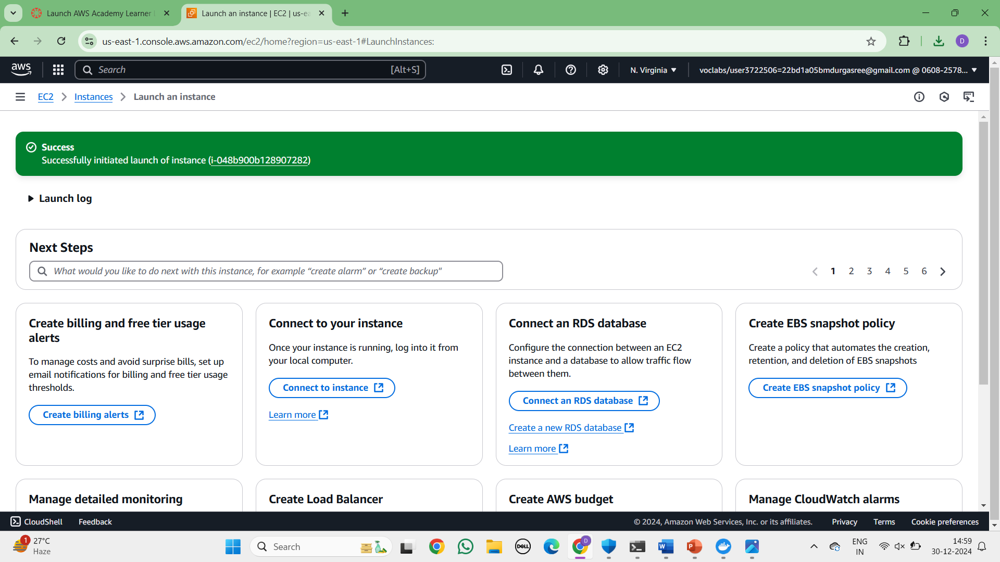 Launch AWS Academy Learner
Launch an instance | EC2 | us-ea
us-east-1.console.aws.amazon.com/ec2/home?region=us-east-1#LaunchInstances:
D
aws
Search
[Alt+S]
N. Virginia
voclabs/user3722506=22bd1a05bmdurgasree@gmail.com @ 0608-2578...
EC2
Instances
Launch an instance
Success
Successfully initiated launch of instance (i-048b900b128907282)
Launch log
Next Steps
What would you like to do next with this instance, for example “create alarm” or “create backup"
1 2 3 4 5 6
Create billing and free tier usage
alerts
To manage costs and avoid surprise bills, set up
email notifications for billing and free tier usage
thresholds.
Create billing alerts
Connect to your instance
Once your instance is running, log into it from
your local computer.
Connect to instance
Learn more
Connect an RDS database
Configure the connection between an EC2
instance and a database to allow traffic flow
between them.
Connect an RDS database
Create a new RDS database
Learn more
Create EBS snapshot policy
Create a policy that automates the creation,
retention, and deletion of EBS snapshots
Create EBS snapshot policy
Manage detailed monitoring
Create Load Balancer
Create AWS budget
Manage CloudWatch alarms
CloudShell
Feedback
© 2024, Amazon Web Services, Inc. or its affiliates.
Privacy
Terms
Cookie preferences
1
27°C
Haze
Search
DELL
D
W
P
ENG
IN
14:59
30-12-2024